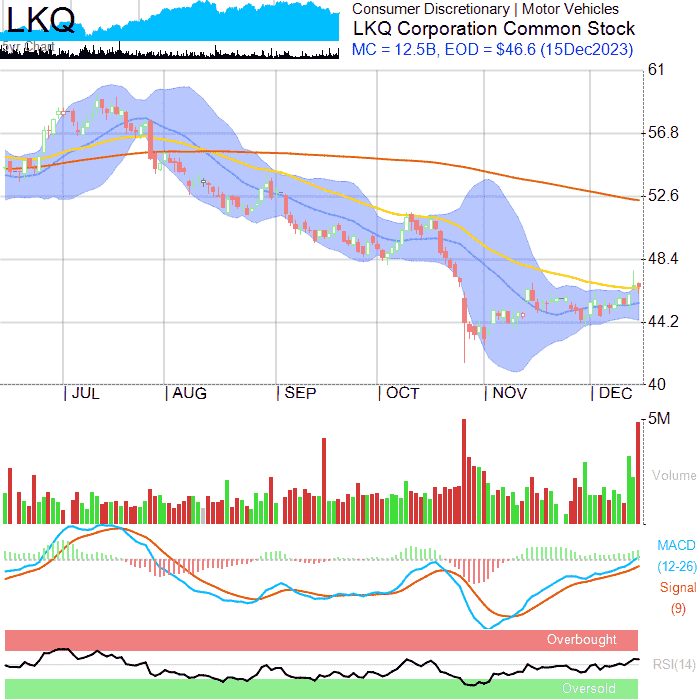 LKQ
5yr Chart
Consumer Discretionary | Motor Vehicles
LKQ Corporation Common Stock
MC = 12.5B, EOD = $46.6 (15Dec2023)
61
56.8
52.6
48.4
44.2
40
| JUL
| AUG
| SEP
| OCT
| NOV
| DEC
5M
Volume
MACD
(12-26)
Signal
(9)
Overbought
RSI(14)
Oversold